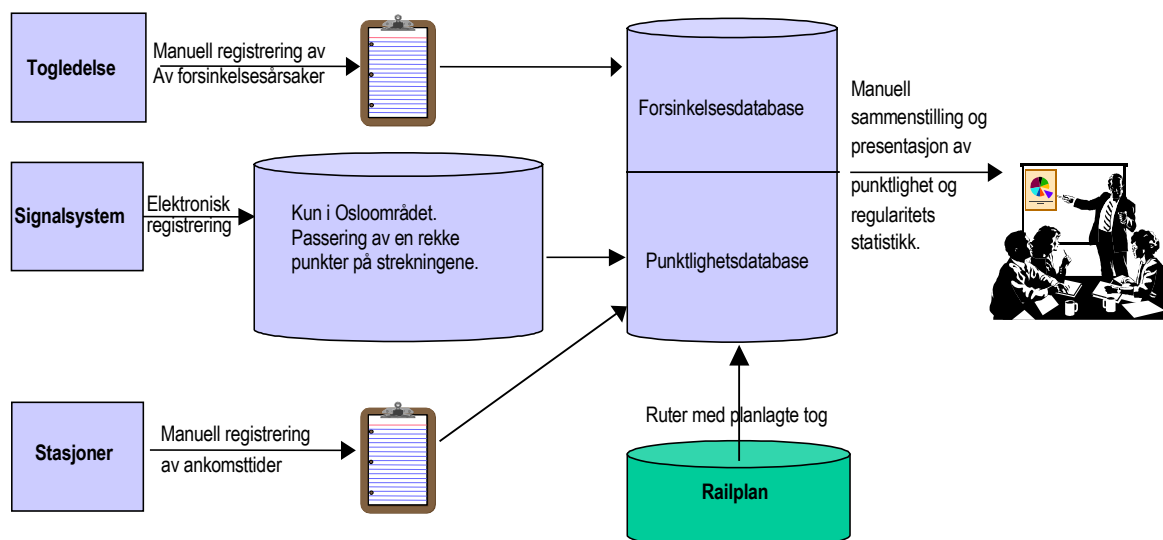 Togledelse
Manuell registrering av
Av forsinkelsesårsaker
Forsinkelsesdatabase
Manuell
sammenstilling og
presentasjon av
punktlighet og
regularitets
statistikk.
Signalsystem
Elektronisk
registrering
Kun i Osloområdet.
Passering av en rekke
punkter på strekningene.
Punktlighetsdatabase
Stasjoner
Manuell registrering
av ankomsttider
Ruter med planlagte tog
Railplan